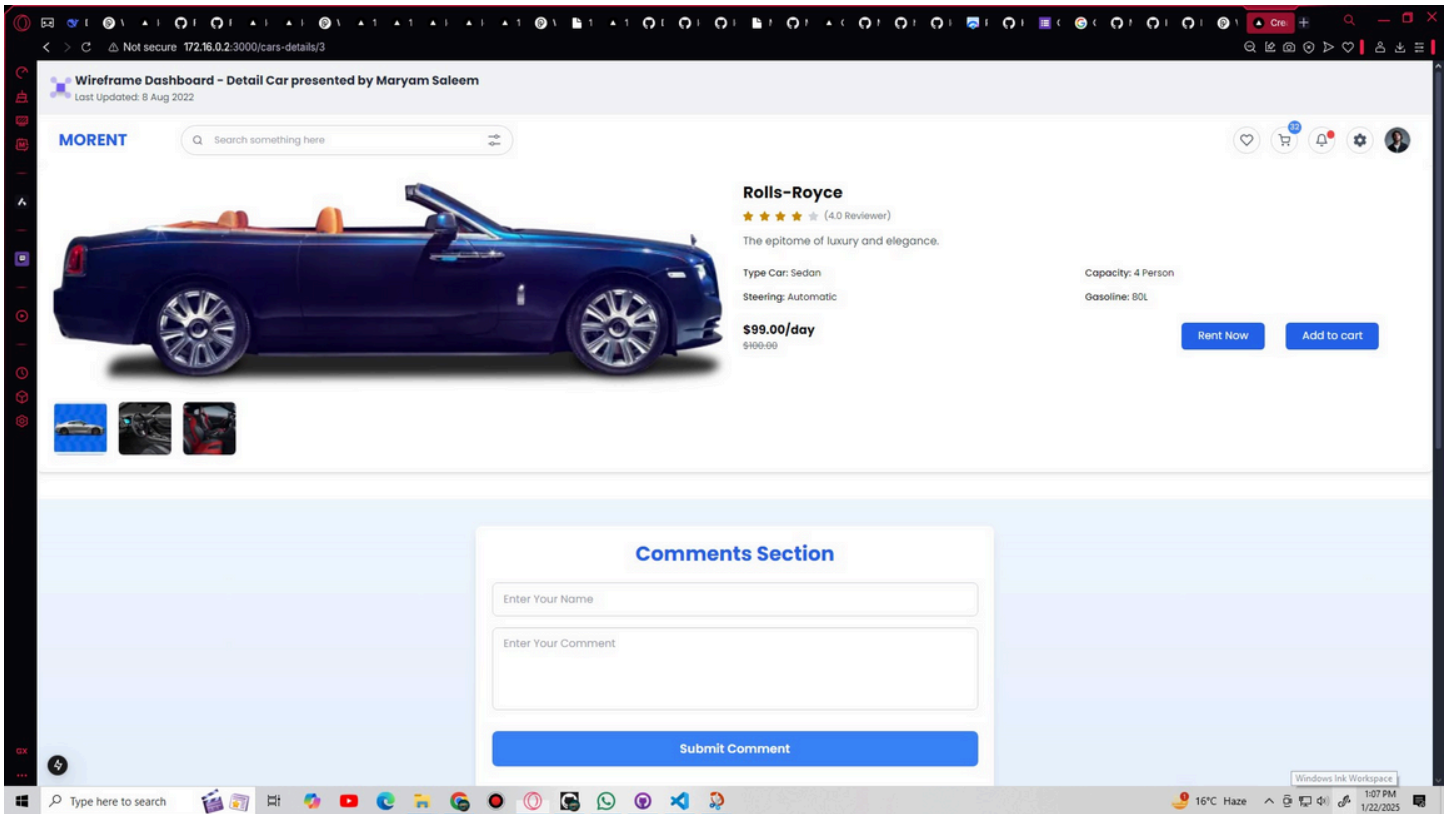 Cre
Not secure 172.16.0.2:3000/cars-details/3
Wireframe Dashboard - Detail Car presented by Maryam Saleem
Last Updated: 8 Aug 2022
MORENT
Search something here
32
Rolls-Royce
(4.0 Reviewer)
The epitome of luxury and elegance.
Type Car: Sedan
Capacity: 4 Person
Steering: Automatic
Gasoline: 80L
$99.00/day
$100.00
Rent Now
Add to cart
Comments Section
Enter Your Name
Enter Your Comment
Submit Comment
Windows Ink Workspace
Type here to search
16°C Haze
1:07 PM
1/22/2025